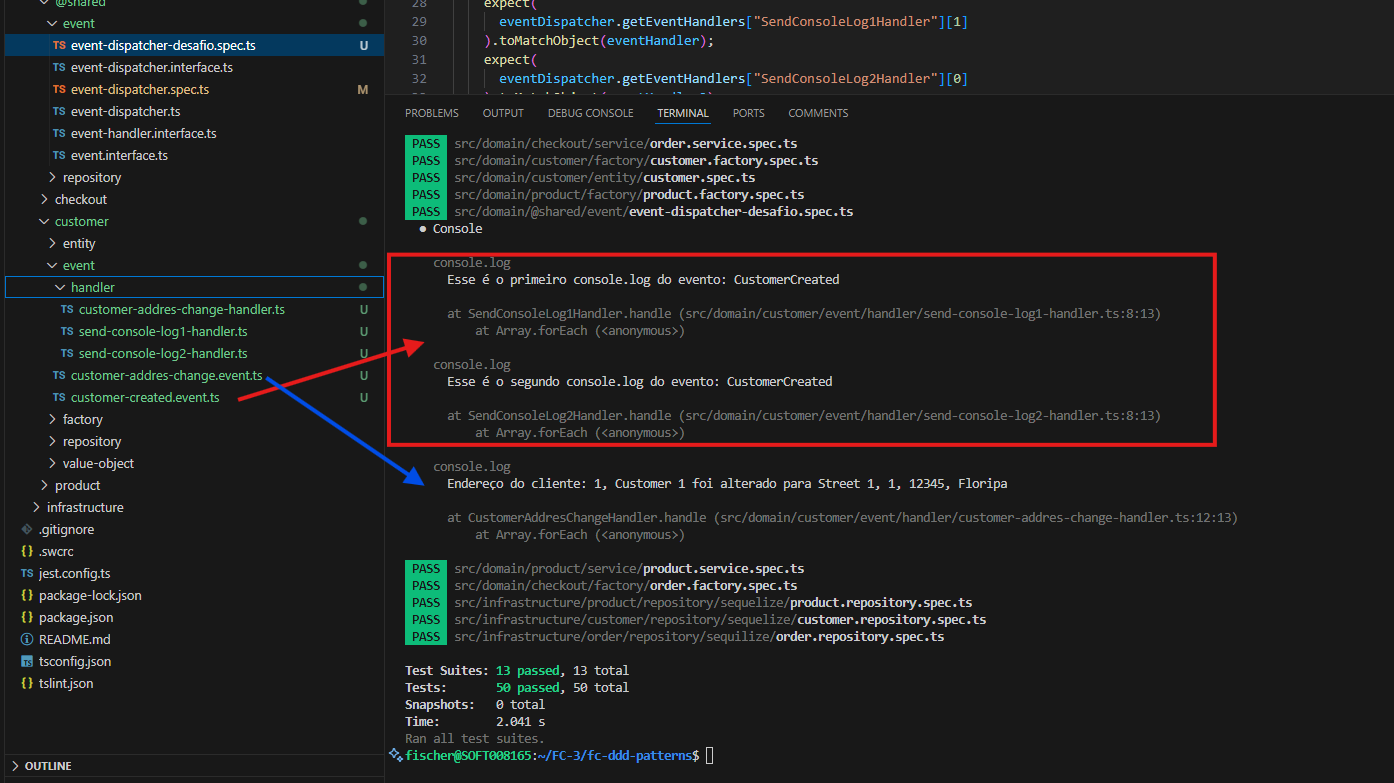 @shared
event
TS event-dispatcher-desafio.spec.ts U
TS event-dispatcher.interface.ts
TS event-dispatcher.spec.ts M
TS event-dispatcher.ts
TS event-handler.interface.ts
TS event.interface.ts
repository
checkout
customer
entity
event
handler
TS customer-addres-change-handler.ts U
TS send-console-log1-handler.ts U
TS send-console-log2-handler.ts U
TS customer-addres-change.event.ts U
TS customer-created.event.ts U
factory
repository
value-object
product
infrastructure
.gitignore
{} .swcrc
TS jest.config.ts
{} package-lock.json
{} package.json
README.md
TS tsconfig.json
{} tslint.json
OUTLINE
28 expect(
29 eventDispatcher.getEventHandlers["SendConsoleLog1Handler"][1]
30 ).toMatchObject(eventHandler);
31 expect(
32 eventDispatcher.getEventHandlers["SendConsoleLog2Handler"][0]
PROBLEMS OUTPUT DEBUG CONSOLE TERMINAL PORTS COMMENTS
PASS src/domain/checkout/service/order.service.spec.ts
PASS src/domain/customer/factory/customer.factory.spec.ts
PASS src/domain/customer/entity/customer.spec.ts
PASS src/domain/product/factory/product.factory.spec.ts
PASS src/domain/@shared/event/event-dispatcher-desafio.spec.ts
● Console
console.log
Esse é o primeiro console.log do evento: CustomerCreated
at SendConsoleLog1Handler.handle (src/domain/customer/event/handler/send-console-log1-handler.ts:8:13)
at Array.forEach (<anonymous>)
console.log
Esse é o segundo console.log do evento: CustomerCreated
at SendConsoleLog2Handler.handle (src/domain/customer/event/handler/send-console-log2-handler.ts:8:13)
at Array.forEach (<anonymous>)
console.log
Endereço do cliente: 1, Customer 1 foi alterado para Street 1, 1, 12345, Floripa
at CustomerAddresChangeHandler.handle (src/domain/customer/event/handler/customer-addres-change-handler.ts:12:13)
at Array.forEach (<anonymous>)
PASS src/domain/product/service/product.service.spec.ts
PASS src/domain/checkout/factory/order.factory.spec.ts
PASS src/infrastructure/product/repository/sequelize/product.repository.spec.ts
PASS src/infrastructure/customer/repository/sequelize/customer.repository.spec.ts
PASS src/infrastructure/order/repository/sequilize/order.repository.spec.ts
Test Suites: 13 passed, 13 total
Tests: 50 passed, 50 total
Snapshots: 0 total
Time: 2.041 s
Ran all test suites.
fischer@SOFT008165:~/FC-3/fc-ddd-patterns$